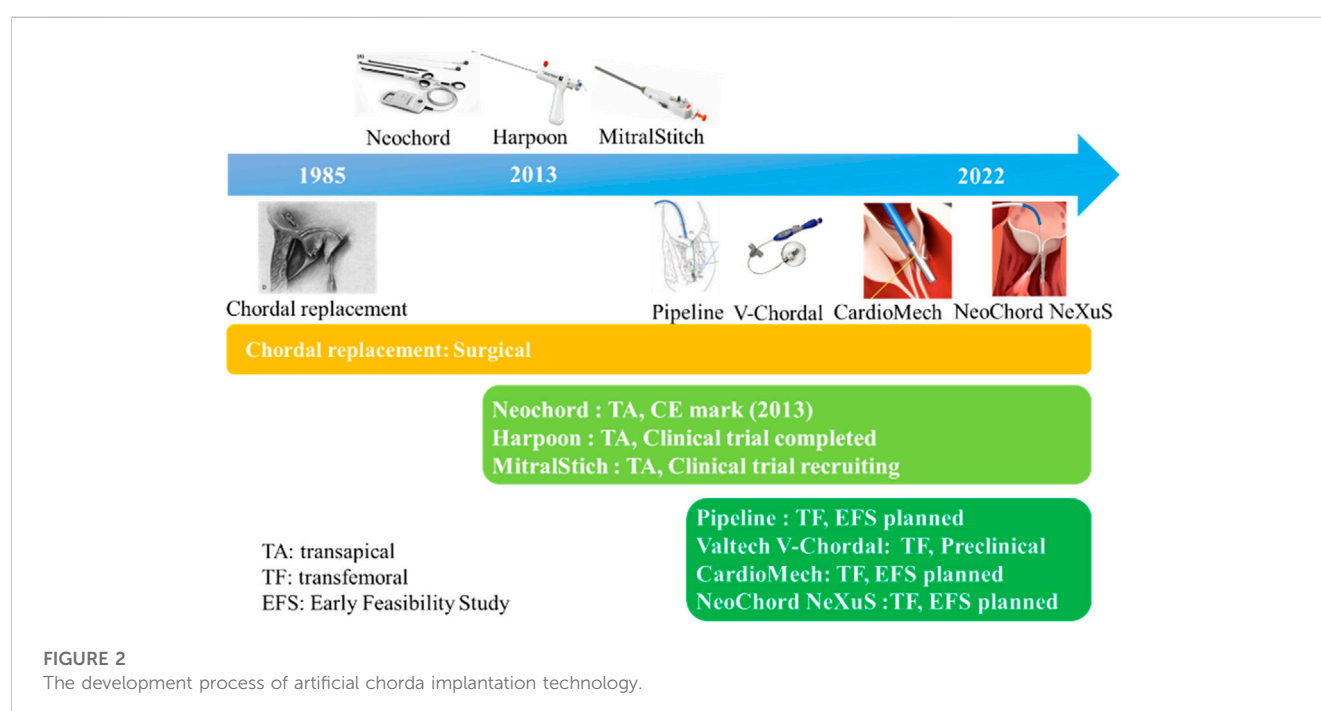 Neochord Harpoon MitralStitch
1985 2013 2022
Chordal replacement Pipeline V-Chordal CardioMech NeoChord NeXuS
Chordal replacement: Surgical
Neochord : TA, CE mark (2013)
Harpoon : TA, Clinical trial completed
MitralStich : TA, Clinical trial recruiting
Pipeline : TF, EFS planned
Valtech V-Chordal: TF, Preclinical
CardioMech: TF, EFS planned
NeoChord NeXuS :TF, EFS planned
TA: transapical
TF: transfemoral
EFS: Early Feasibility Study
FIGURE 2
The development process of artificial chorda implantation technology.